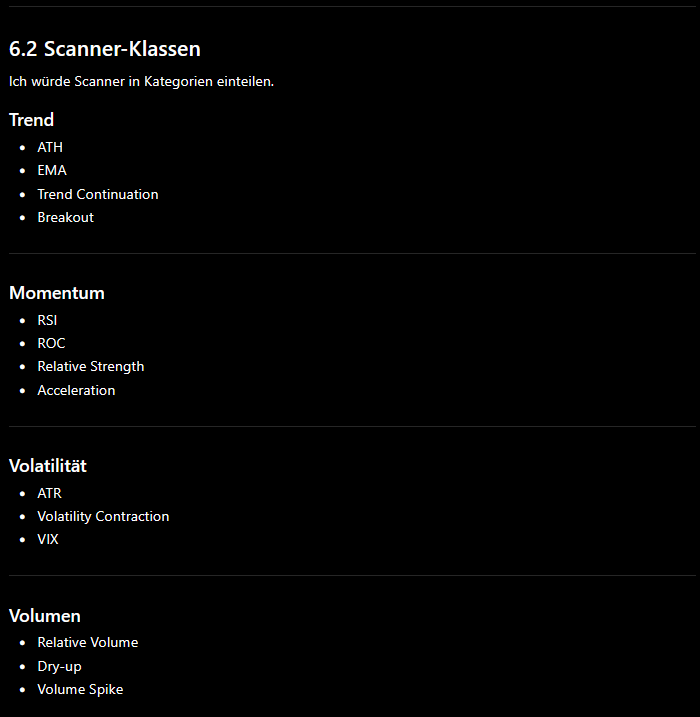 6.2 Scanner-Klassen
Ich würde Scanner in Kategorien einteilen.
Trend
• ATH
• EMA
• Trend Continuation
• Breakout
Momentum
• RSI
• ROC
• Relative Strength
• Acceleration
Volatilität
• ATR
• Volatility Contraction
• VIX
Volumen
• Relative Volume
• Dry-up
• Volume Spike